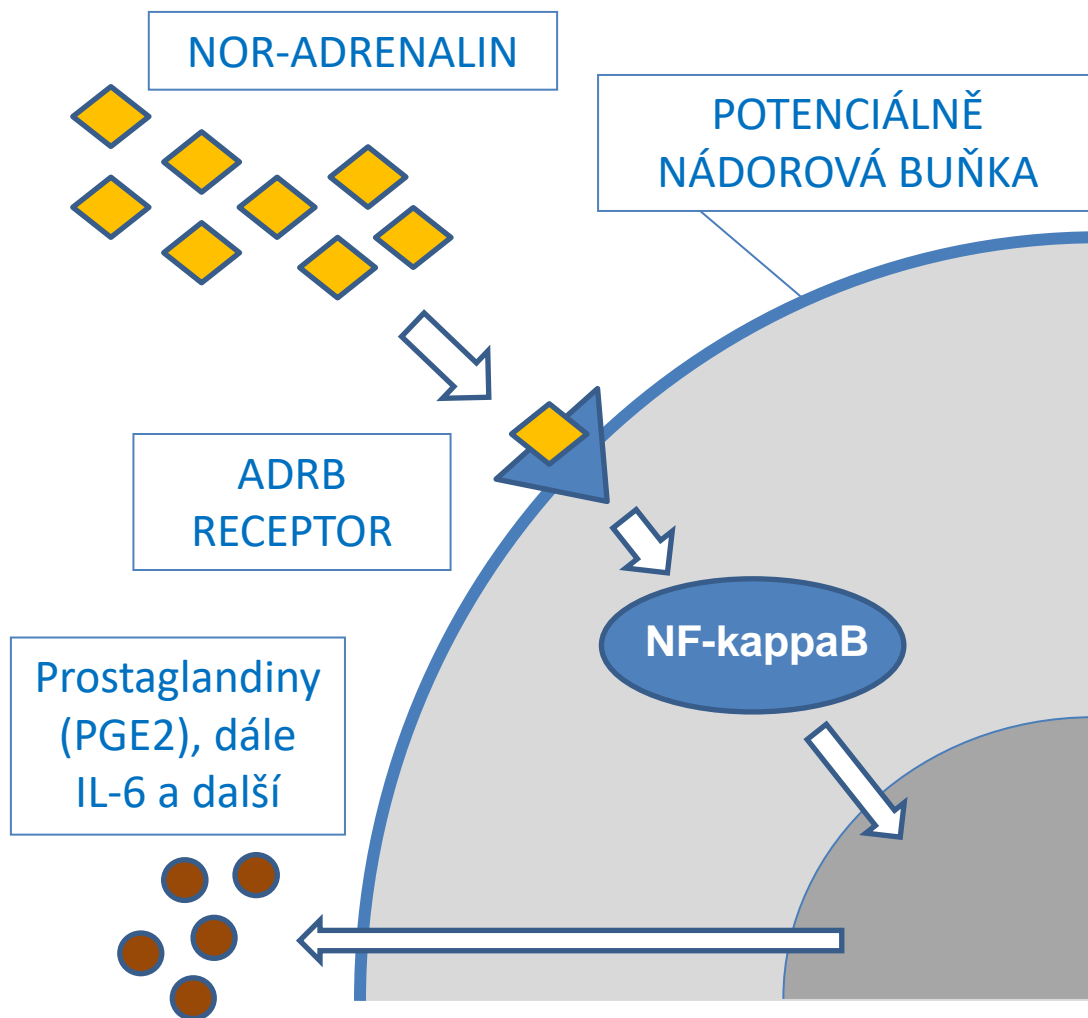 NOR-ADRENALIN
POTENCIÁLNĚ
NÁDOROVÁ BUŇKA
ADRB
RECEPTOR
NF-kappaB
Prostaglandiny
(PGE2), dále
IL-6 a další